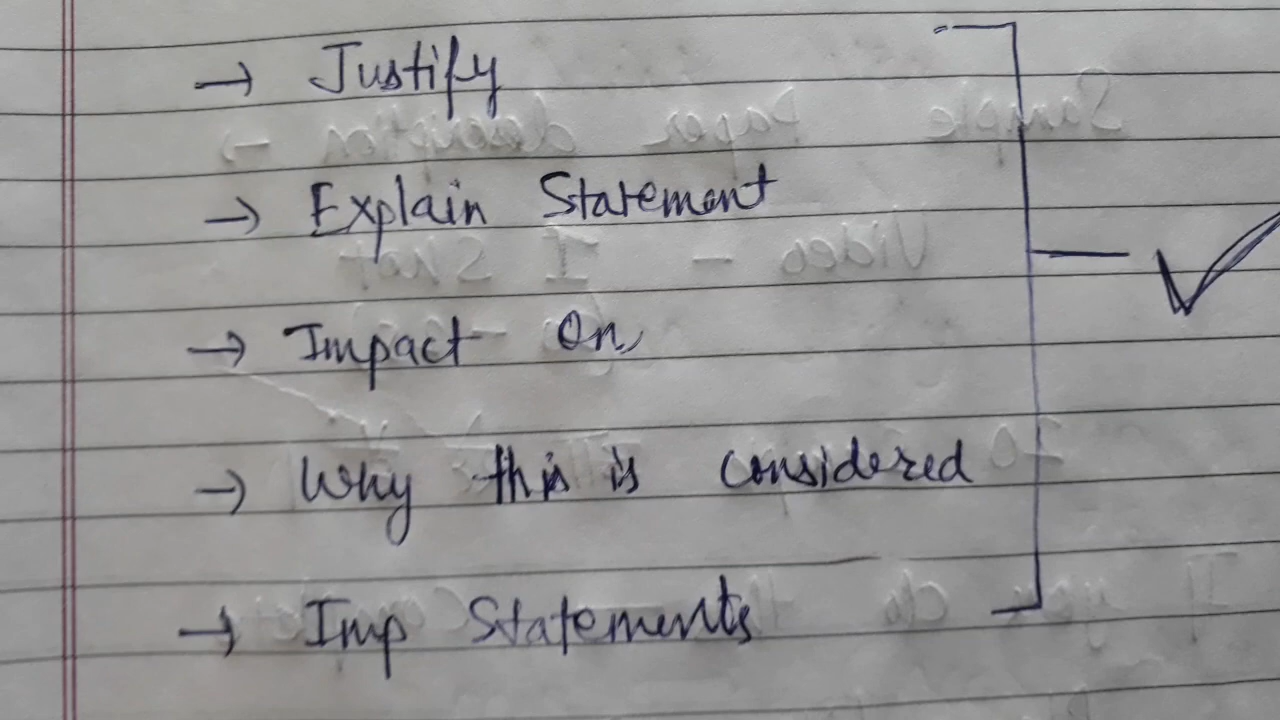 → Justify
→ Explain Statement
→ Impact On
→ Why this is considered
→ Imp Statements